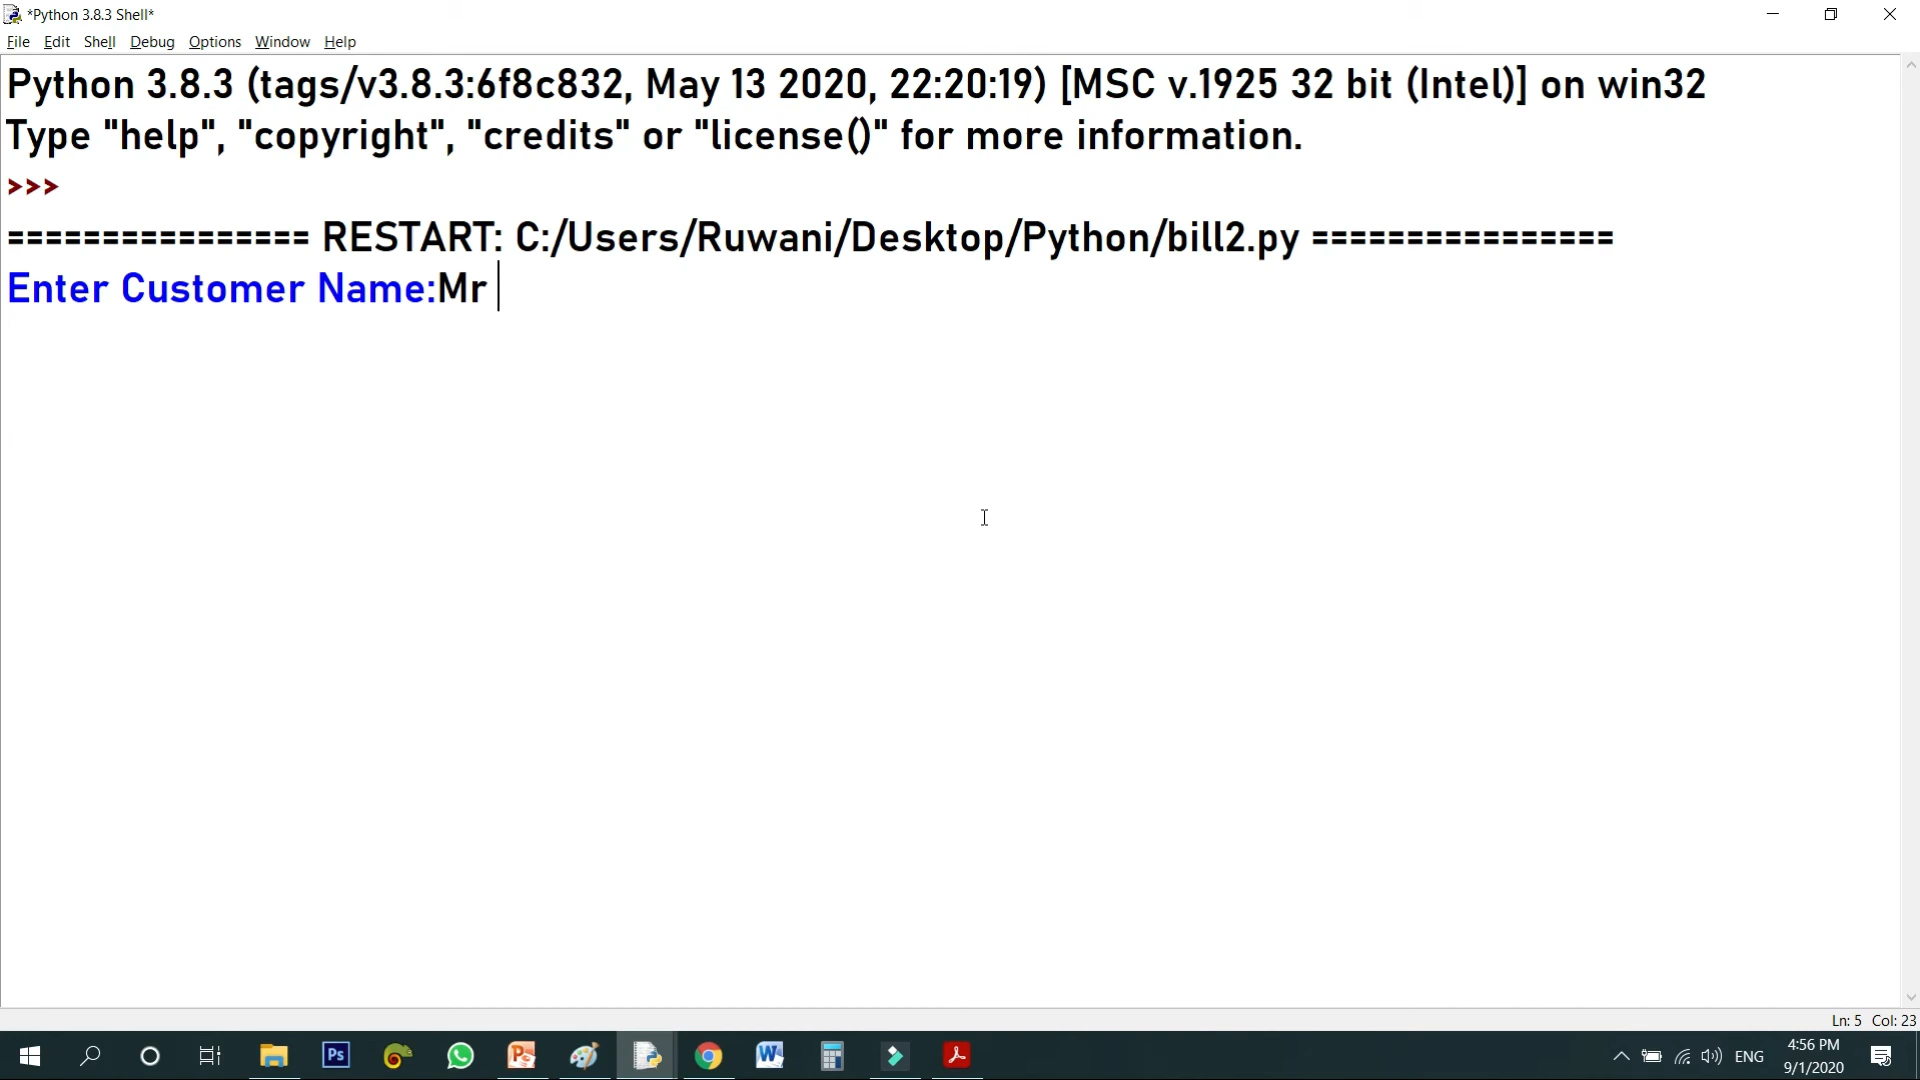 *Python 3.8.3 Shell*
File Edit Shell Debug Options Window Help
Python 3.8.3 (tags/v3.8.3:6f8c832, May 13 2020, 22:20:19) [MSC v.1925 32 bit (Intel)] on win32
Type "help", "copyright", "credits" or "license()" for more information.
>>>
================ RESTART: C:/Users/Ruwani/Desktop/Python/bill2.py ================
Enter Customer Name:Mr
Ln: 5 Col: 23
Ps
ENG
4:56 PM
9/1/2020